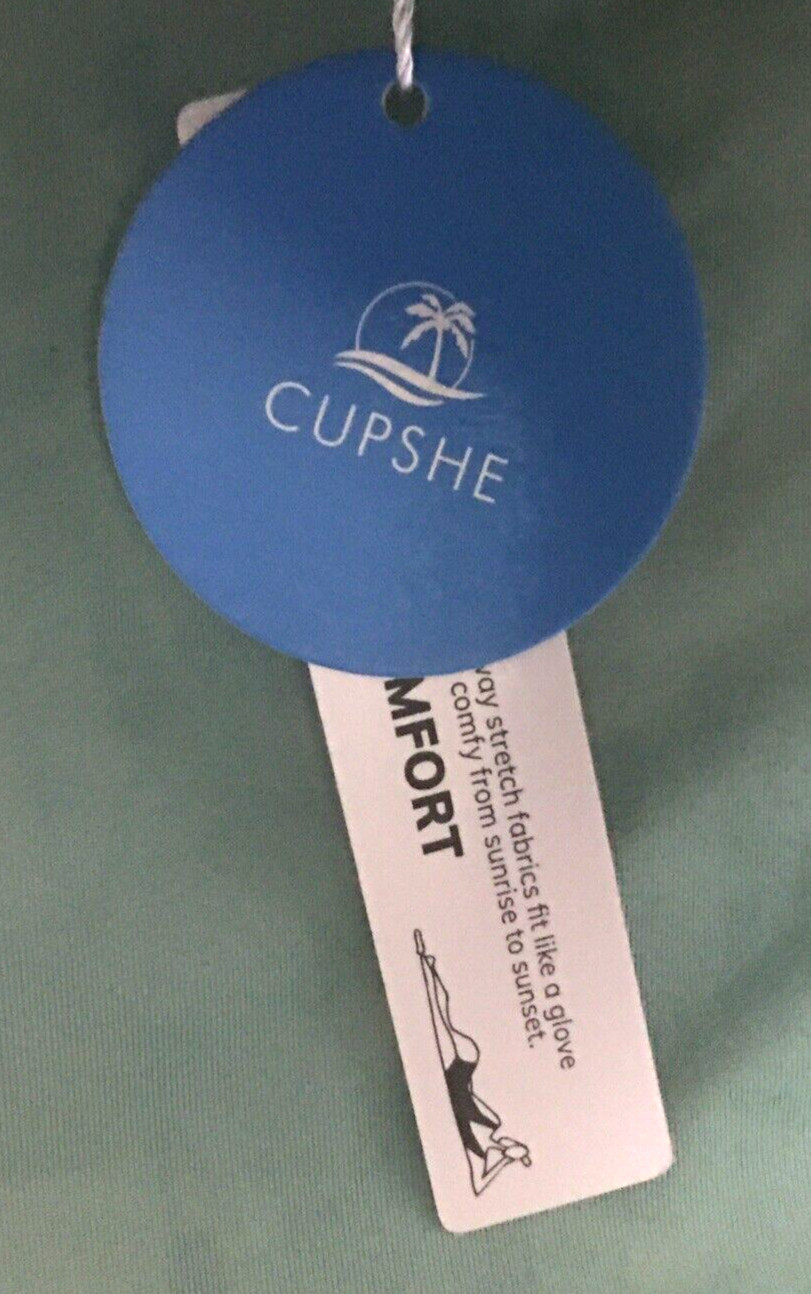 CUPSHE
MFORT
way stretch fabrics fit like a glove
comfy from sunrise to sunset.